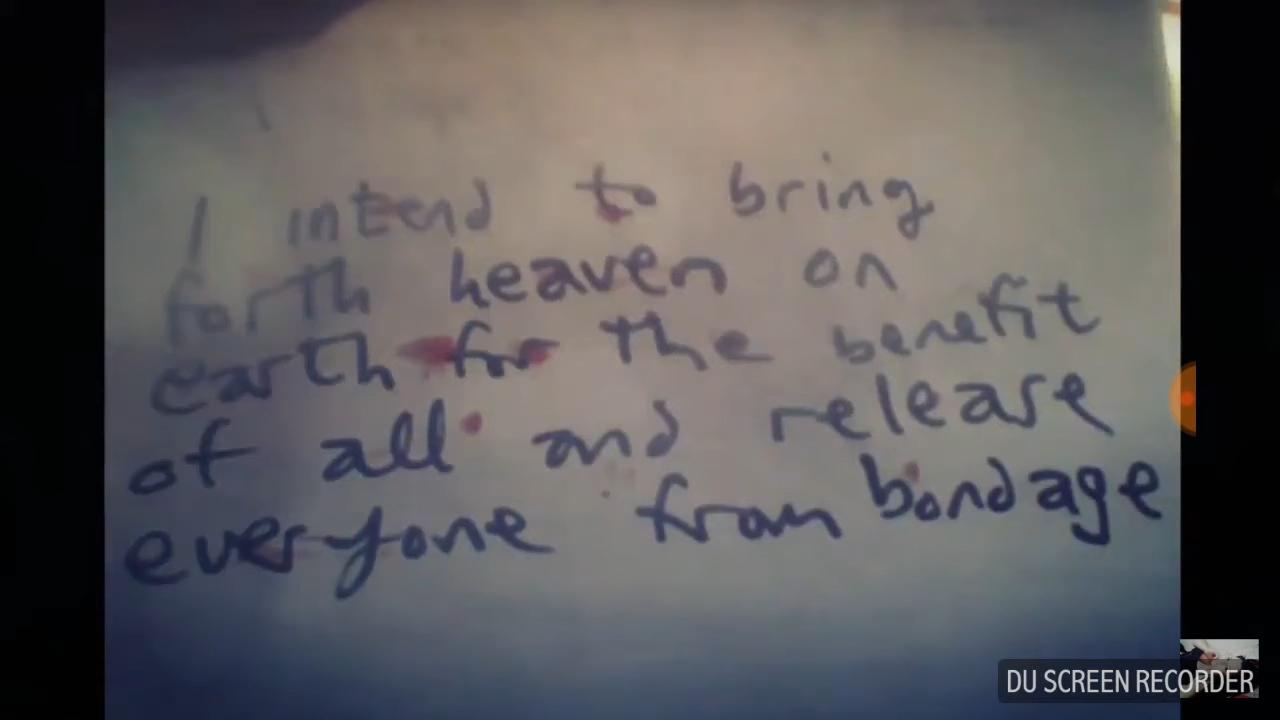 I intend to bring
forth heaven on
earth for the benefit
of all and release
everyone from bondage
DU SCREEN RECORDER